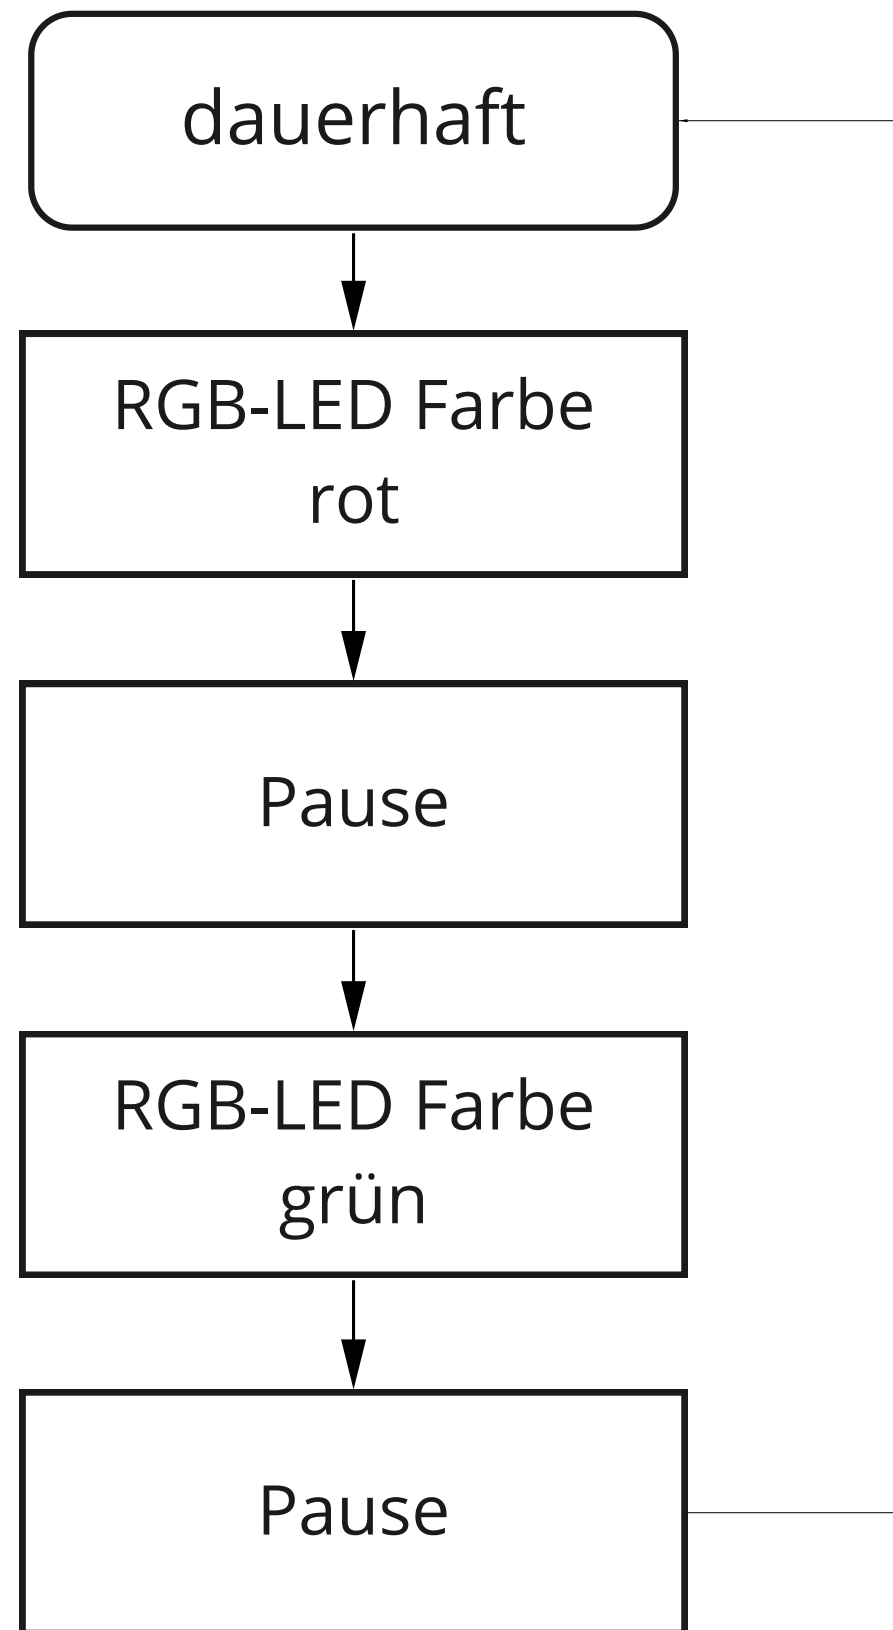 dauerhaft
RGB-LED Farbe
rot
Pause
RGB-LED Farbe
grün
Pause